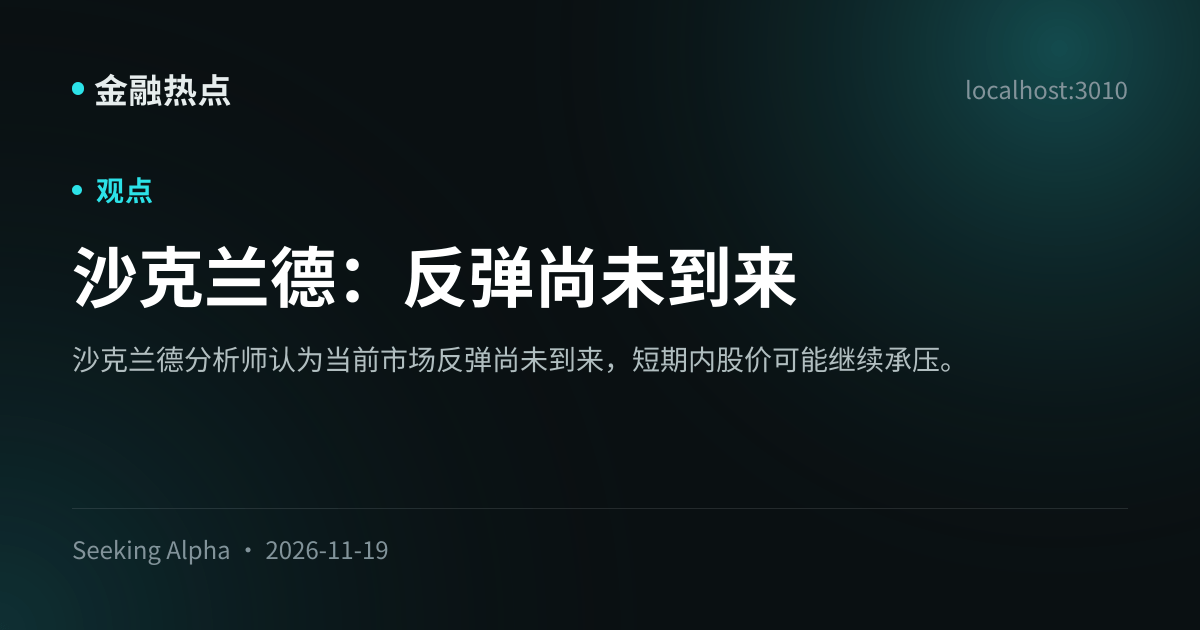 金融热点
localhost:3010
观点
沙克兰德：反弹尚未到来
沙克兰德分析师认为当前市场反弹尚未到来，短期内股价可能继续承压。
Seeking Alpha · 2026-11-19